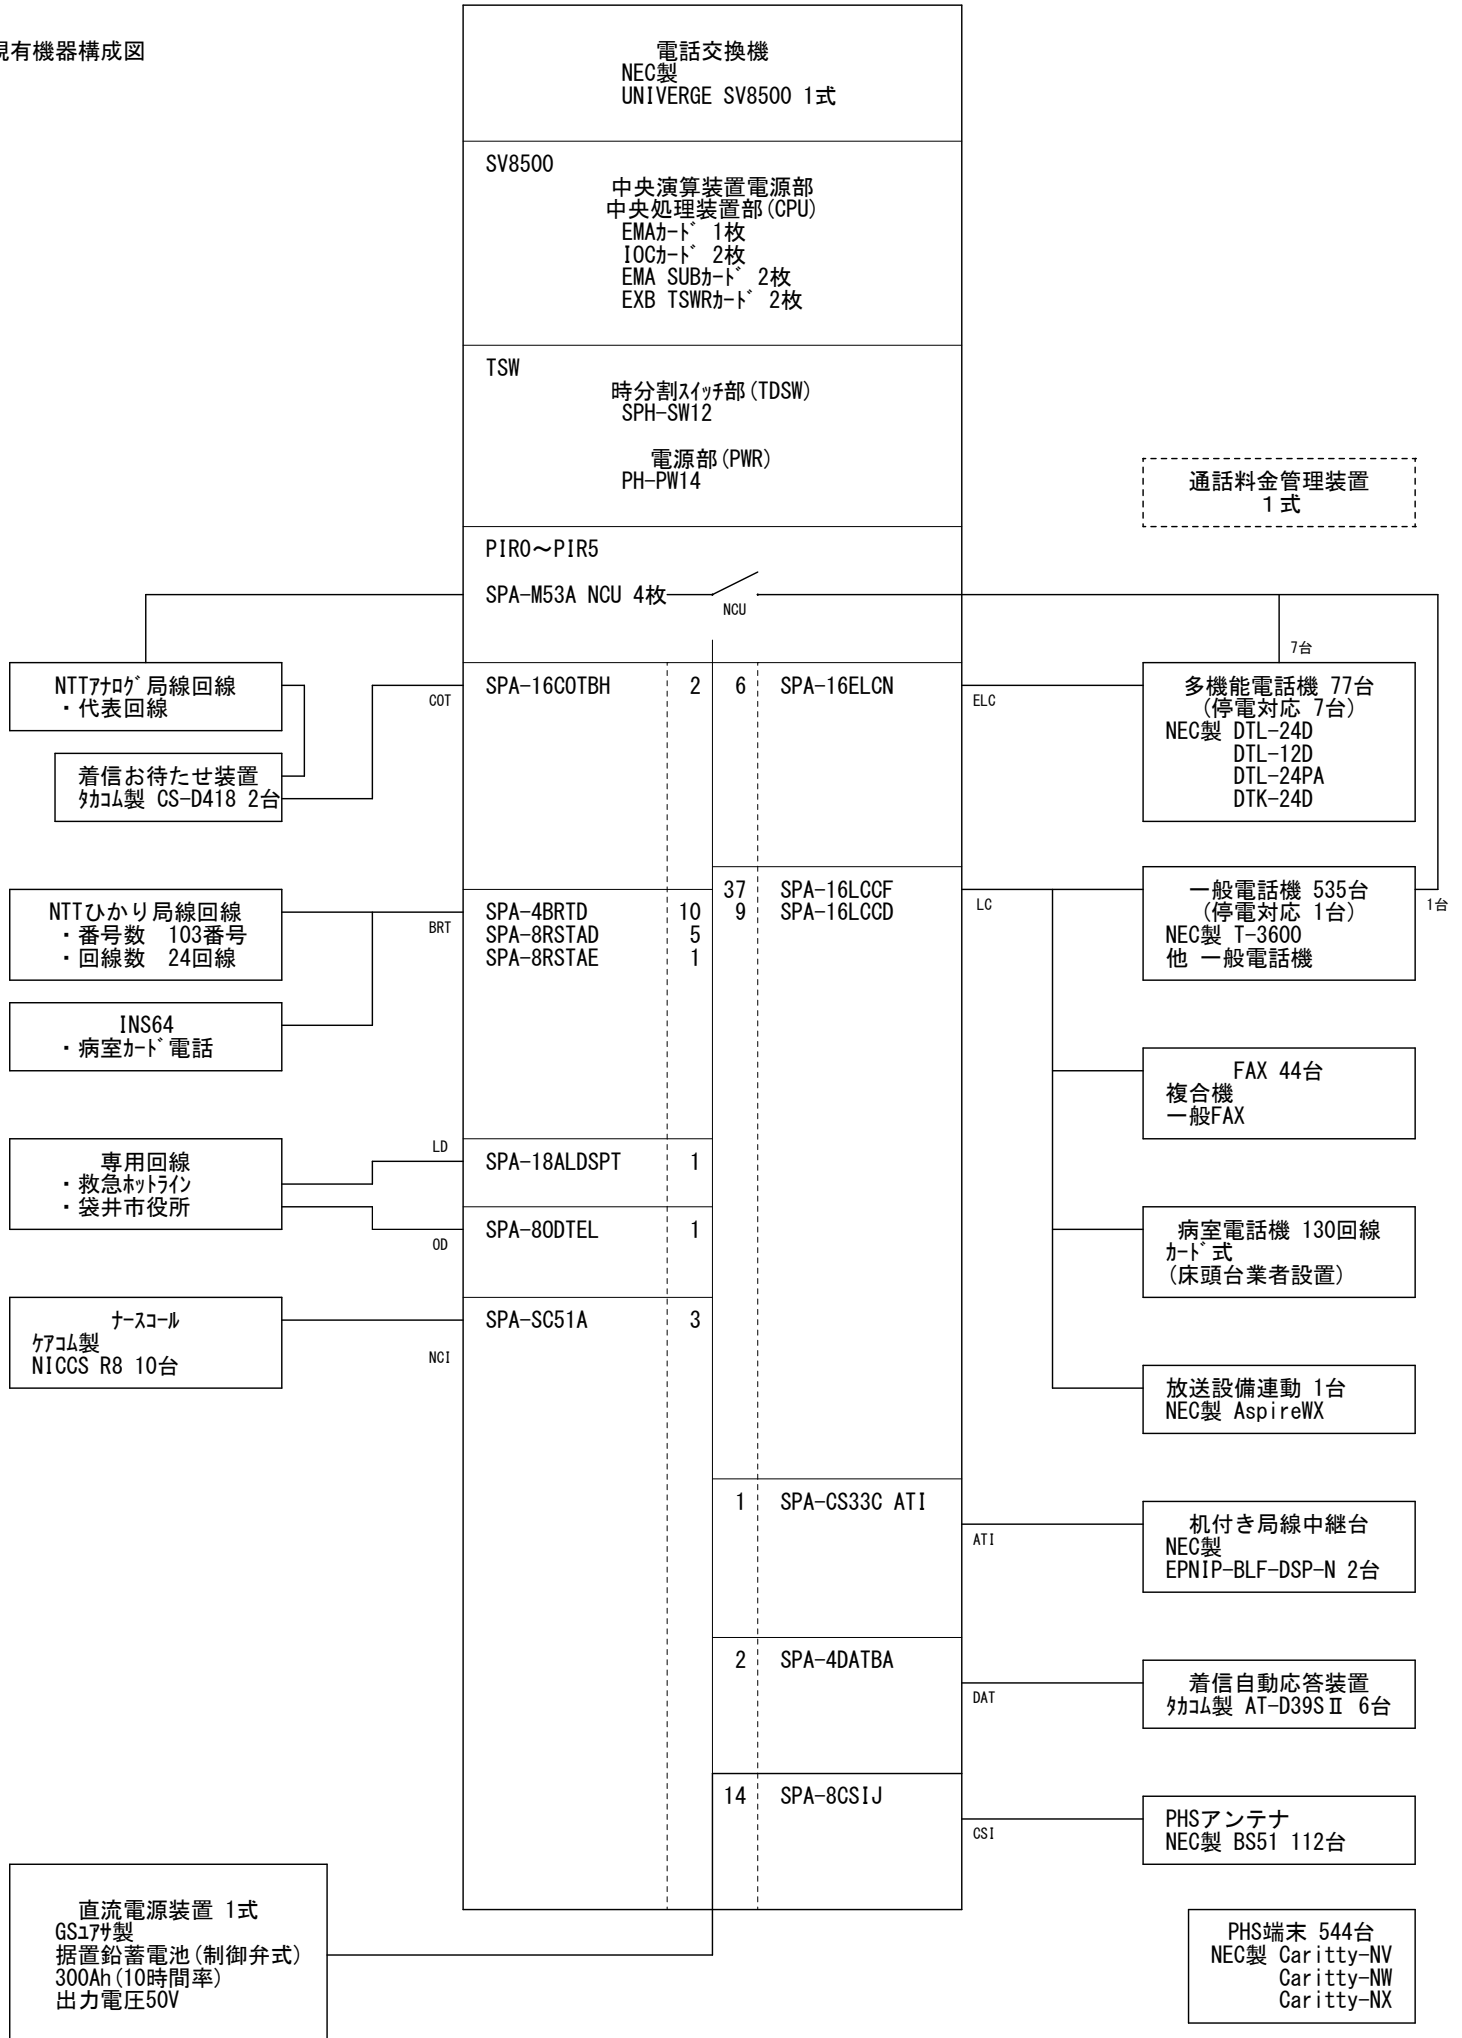 現有機器構成図
電話交換機
NEC製
UNIVERGE SV8500 1式
SV8500
中央演算装置電源部
中央処理装置部(CPU)
EMAｶｰﾄﾞ 1枚
IOCｶｰﾄﾞ 2枚
EMA SUBｶｰﾄﾞ 2枚
EXB TSWRｶｰﾄﾞ 2枚
TSW
時分割ｽｲｯﾁ部(TDSW)
SPH-SW12
電源部(PWR)
PH-PW14
通話料金管理装置
１式
PIR0～PIR5
SPA-M53A NCU 4枚
NCU
7台
NTTｱﾅﾛｸﾞ局線回線
・代表回線
着信お待たせ装置
ﾀｶｺﾑ製 CS-D418 2台
COT
SPA-16COTBH 2
6 SPA-16ELCN
ELC
多機能電話機 77台
(停電対応 7台)
NEC製 DTL-24D
DTL-12D
DTL-24PA
DTK-24D
NTTひかり局線回線
・番号数 103番号
・回線数 24回線
INS64
・病室ｶｰﾄﾞ電話
BRT
SPA-4BRTD 10
SPA-8RSTAD 5
SPA-8RSTAE 1
37 SPA-16LCCF
9 SPA-16LCCD
LC
一般電話機 535台
(停電対応 1台)
NEC製 T-3600
他 一般電話機
1台
FAX 44台
複合機
一般FAX
専用回線
・救急ﾎｯﾄﾗｲﾝ
・袋井市役所
LD
SPA-18ALDSPT 1
OD
SPA-8ODTEL 1
病室電話機 130回線
ｶｰﾄﾞ式
(床頭台業者設置)
ﾅｰｽｺｰﾙ
ｹｱｺﾑ製
NICCS R8 10台
NCI
SPA-SC51A 3
放送設備連動 1台
NEC製 AspireWX
1 SPA-CS33C ATI
ATI
机付き局線中継台
NEC製
EPNIP-BLF-DSP-N 2台
2 SPA-4DATBA
DAT
着信自動応答装置
ﾀｶｺﾑ製 AT-D39SⅡ 6台
14 SPA-8CSIJ
CSI
PHSアンテナ
NEC製 BS51 112台
直流電源装置 1式
GSﾕｱｻ製
据置鉛蓄電池(制御弁式)
300Ah(10時間率)
出力電圧50V
PHS端末 544台
NEC製 Caritty-NV
Caritty-NW
Caritty-NX